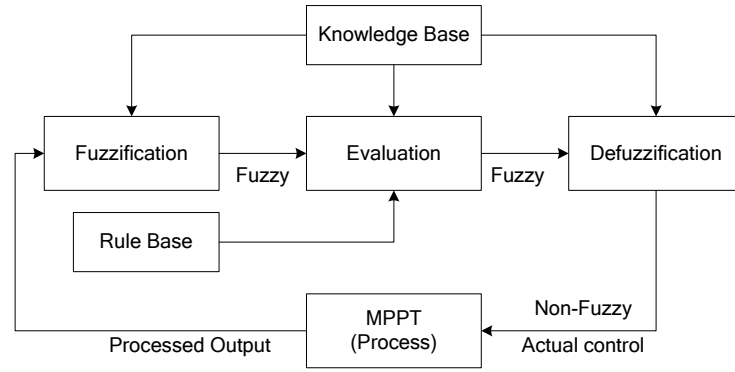 Knowledge Base
Fuzzification
Evaluation
Defuzzification
Fuzzy
Fuzzy
Rule Base
MPPT
(Process)
Non-Fuzzy
Processed Output
Actual control